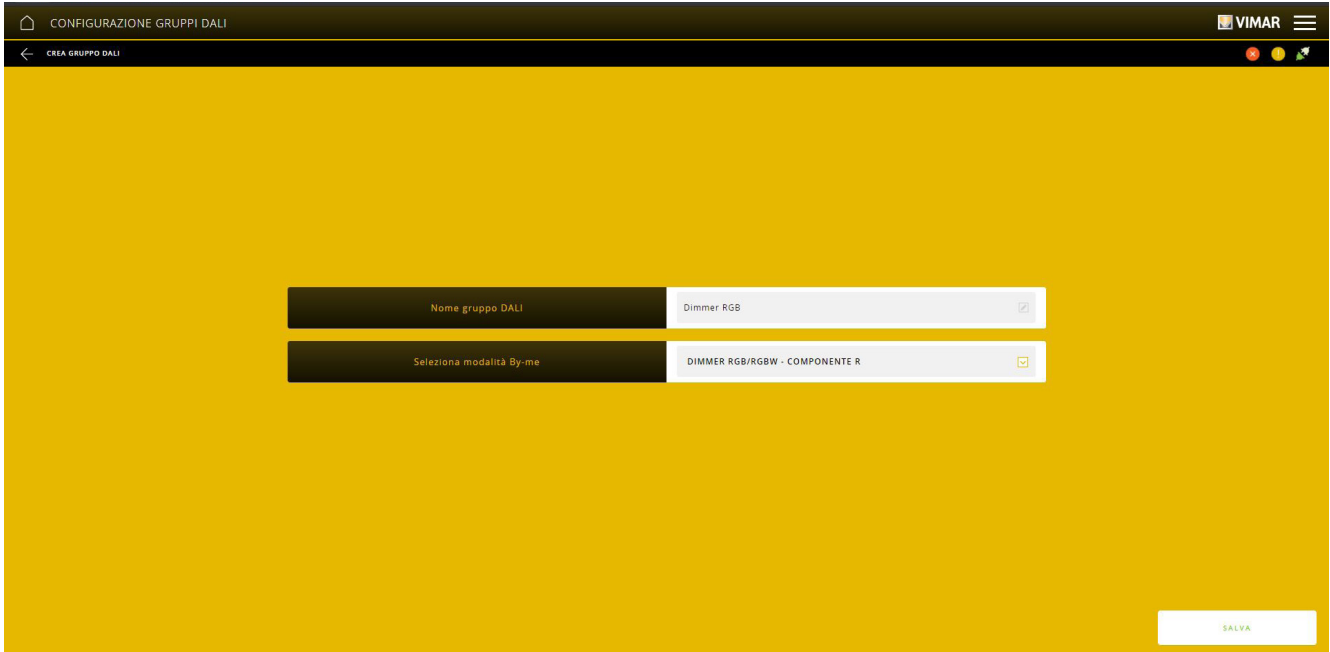 CONFIGURAZIONE GRUPPI DALI
VIMAR
CREA GRUPPO DALI
Nome gruppo DALI
Dimmer RGB
Seleziona modalità By-me
DIMMER RGB/RGBW - COMPONENTE R
SALVA